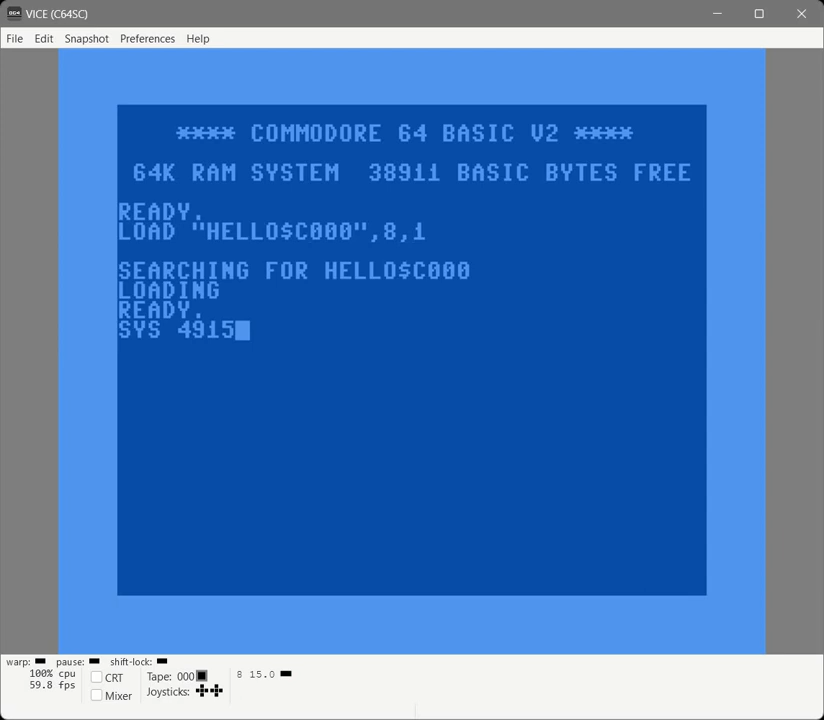 VICE (C64SC)
File Edit Snapshot Preferences Help
**** COMMODORE 64 BASIC V2 ****
64K RAM SYSTEM 38911 BASIC BYTES FREE
READY.
LOAD "HELLO$C000",8,1
SEARCHING FOR HELLO$C000
LOADING
READY.
SYS 4915
warp: pause: shift-lock:
100% cpu
59.8 fps
CRT
Mixer
Tape: 000
Joysticks:
8 15.0